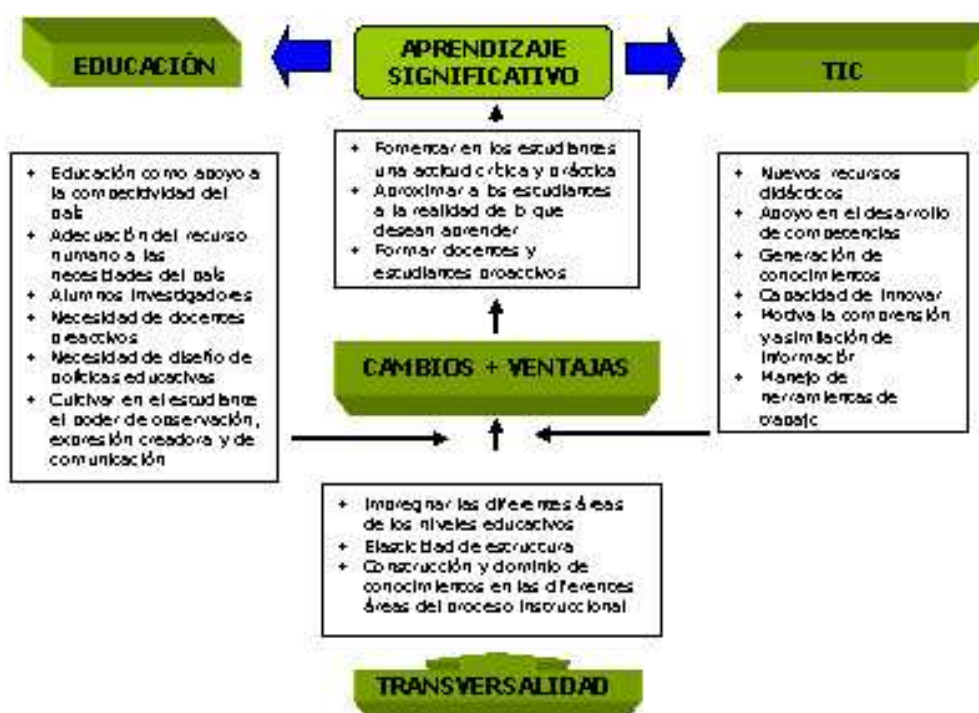 EDUCACIÓN
APRENDIZAJE
SIGNIFICATIVO
TIC
Educación como apoyo a
la competitividad del
país
Adecuación del recurso
humano a las
necesidades del país
Alumnos investigadores
Necesidad de docentes
proactivos
Necesidad de diseño de
políticas educativas
Cultivar en el estudiante
el poder de observación,
expresión creadora y de
comunicación
Fomentar en los estudiantes
una actitud crítica y práctica
Aproximar a los estudiantes
a la realidad de lo que
desean aprender
Formar docentes y
estudiantes proactivos
Nuevos recursos
didácticos
Apoyo en el desarrollo
de competencias
Generación de
conocimientos
Capacidad de innovar
Motiva la comprensión
y asimilación de
información
Manejo de
herramientas de
trabajo
CAMBIOS + VENTAJAS
Impregnar las diferentes áreas
de los niveles educativos
Elasticidad de estructura
Construcción y dominio de
conocimientos en las diferentes
áreas del proceso instruccional
TRANSVERSALIDAD